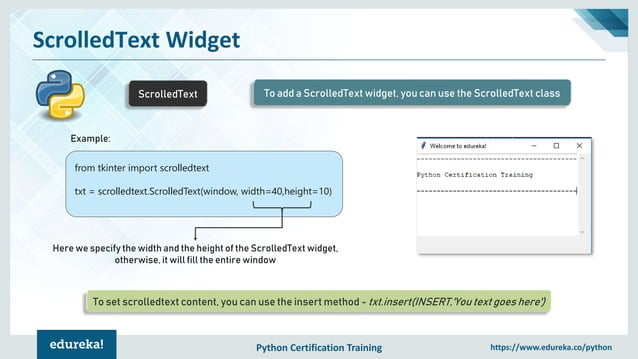 ScrolledText Widget
ScrolledText
To add a ScrolledText widget, you can use the ScrolledText class
Example:
from tkinter import scrolledtext
txt = scrolledtext.ScrolledText(window, width=40,height=10)
Here we specify the width and the height of the ScrolledText widget,
otherwise, it will fill the entire window
Welcome to edureka!
Python Certification Training
To set scrolledtext content, you can use the insert method – txt.insert(INSERT,'You text goes here')
edureka!
Python Certification Training
https://www.edureka.co/python